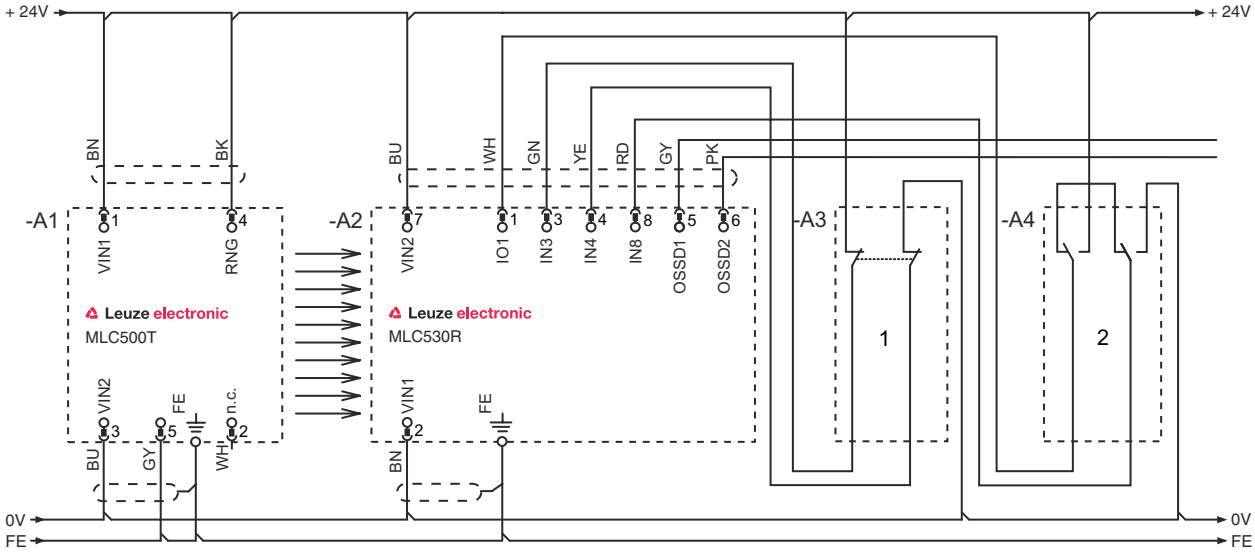 + 24V
+ 24V
BN
BK
BU
WH
GN
YE
RD
GY
PK
-A1
1
4
-A2
7
1
3
4
8
5
6
-A3
-A4
VIN1
RNG
VIN2
IO1
IN3
IN4
IN8
OSSD1
OSSD2
Leuze electronic
MLC500T
Leuze electronic
MLC530R
1
2
VIN2
FE
n.c.
VIN1
FE
3
5
2
2
BU
GY
WH
BN
0V
0V
FE
FE